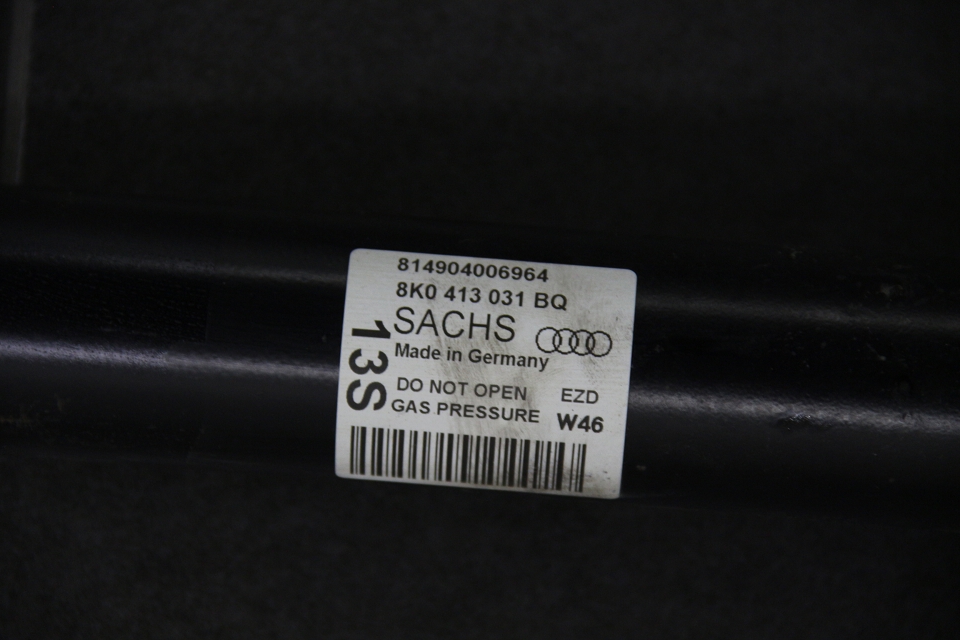 814904006964
8K0 413 031 BQ
SACHS
Made in Germany
13S
DO NOT OPEN EZD
GAS PRESSURE W46